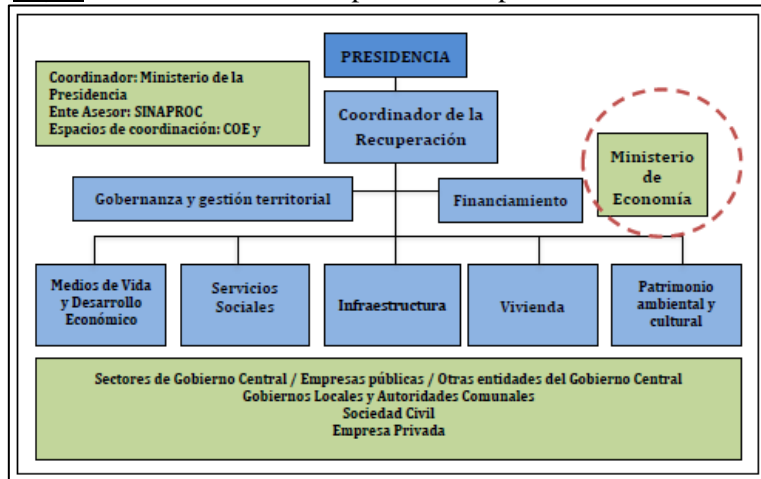 PRESIDENCIA
Coordinador: Ministerio de la
Presidencia
Ente Asesor: SINAPROC
Espacios de coordinación: COE y
Coordinador de la
Recuperación
Ministerio
de
Economía
Gobernanza y gestión territorial
Financiamiento
Medios de Vida
y Desarrollo
Económico
Servicios
Sociales
Infraestructura
Vivienda
Patrimonio
ambiental y
cultural
Sectores de Gobierno Central / Empresas públicas / Otras entidades del Gobierno Central
Gobiernos Locales y Autoridades Comunales
Sociedad Civil
Empresa Privada